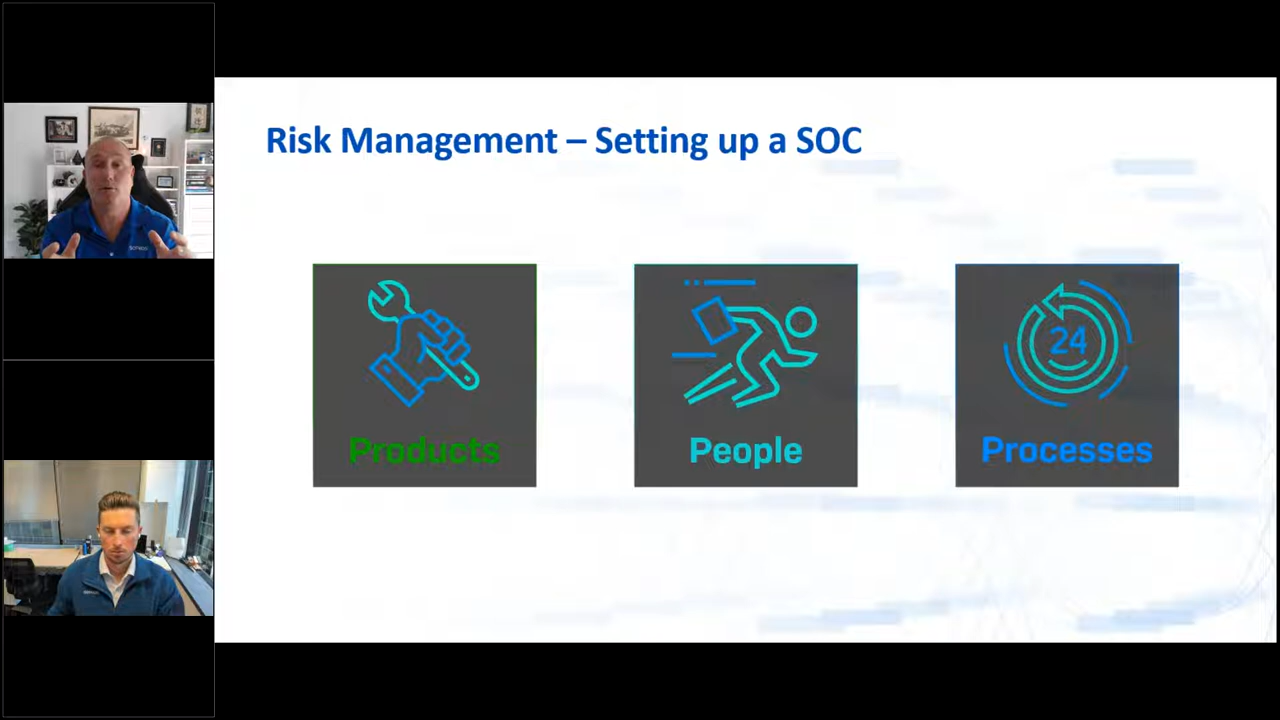 Risk Management – Setting up a SOC
Products
People
24
Processes